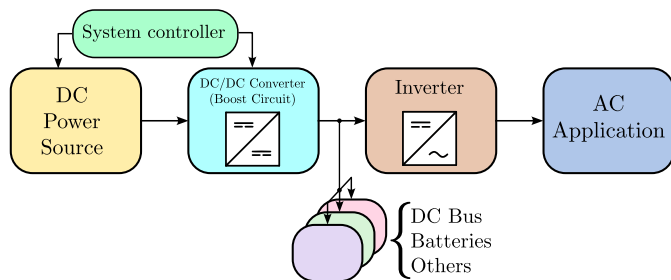 System controller
DC
Power
Source
DC/DC Converter
(Boost Circuit)
Inverter
AC
Application
DC Bus
Batteries
Others